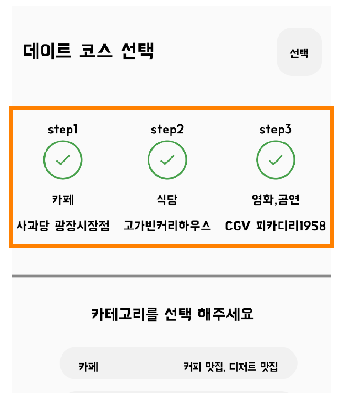 데이트 코스 선택
선택
step1 step2 step3
카페 식당 영화,공연
사과당 광장시장점 고가빈커리하우스 CGV 피카디리1958
카테고리를 선택 해주세요
카페 커피 맛집, 디저트 맛집